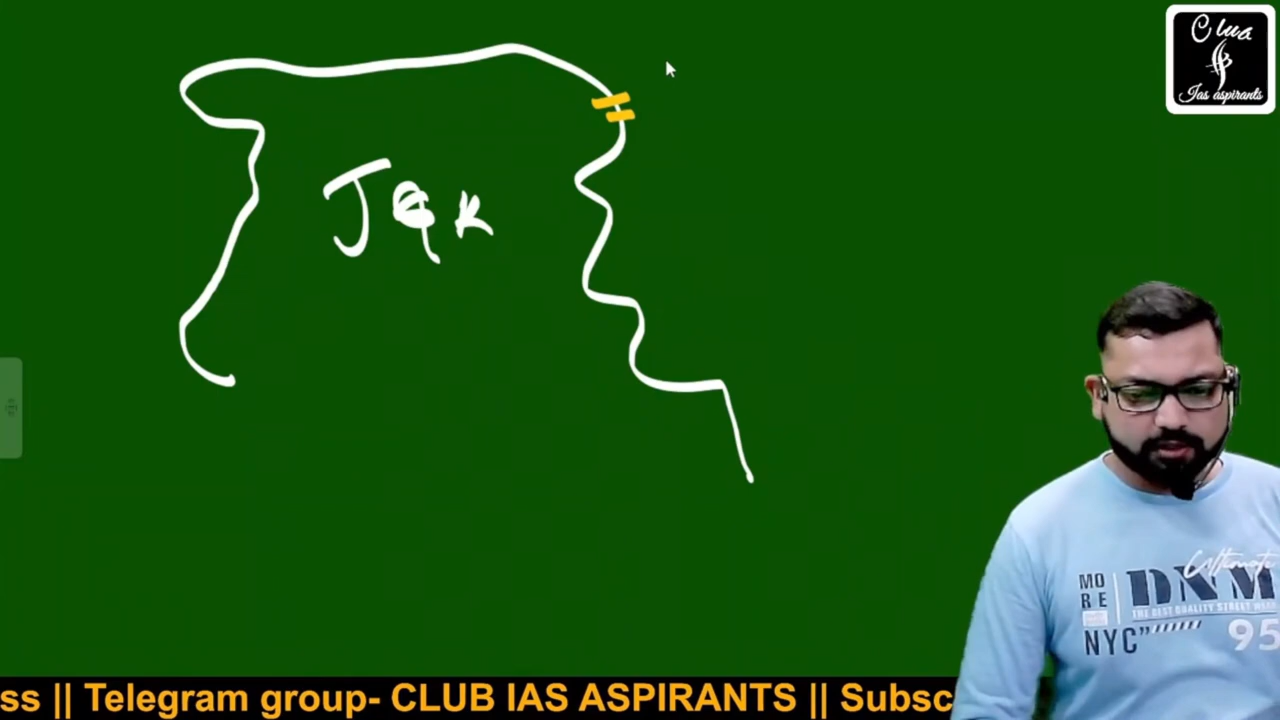 Club
Ias aspirants
J&K
MO
RE
DNM
Ultimate
THE BEST QUALITY STREET WEAR
NYC”
95
ss || Telegram group- CLUB IAS ASPIRANTS || Subsc